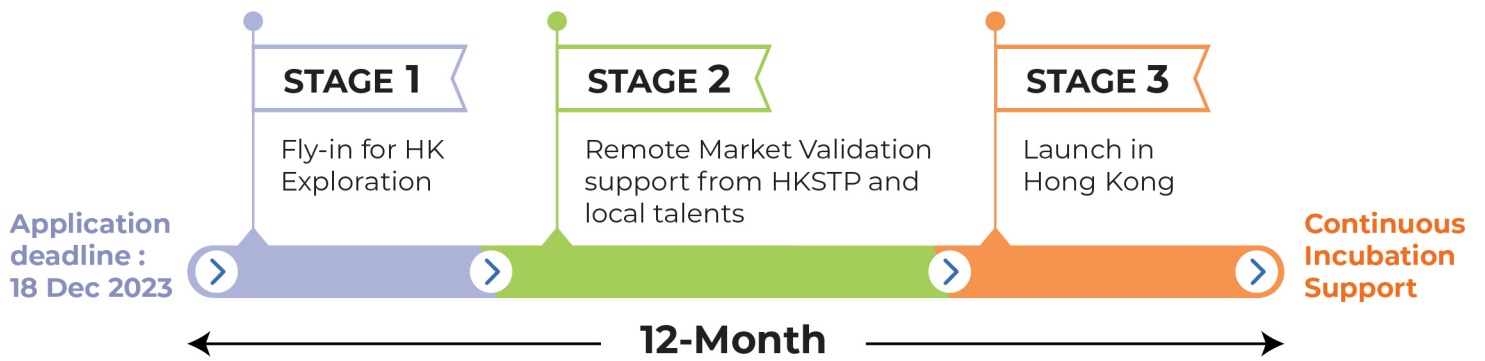 STAGE 1
Fly-in for HK
Exploration
STAGE 2
Remote Market Validation
support from HKSTP and
local talents
STAGE 3
Launch in
Hong Kong
Application
deadline :
18 Dec 2023
Continuous
Incubation
Support
12-Month